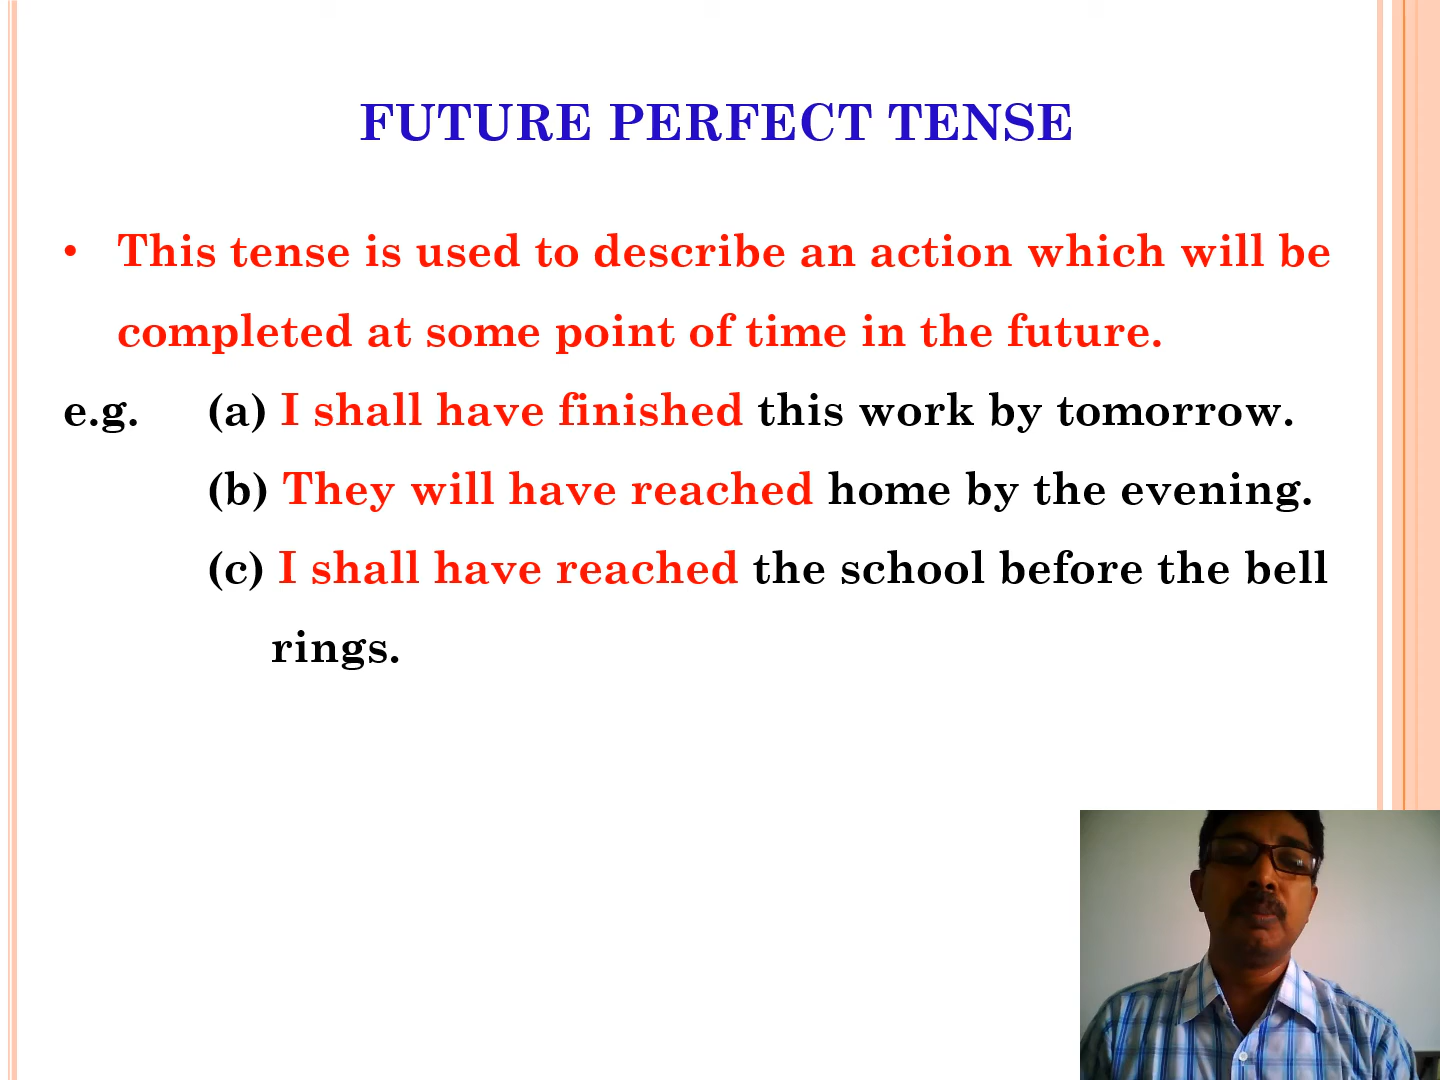 FUTURE PERFECT TENSE
• This tense is used to describe an action which will be
completed at some point of time in the future.
e.g. (a) I shall have finished this work by tomorrow.
(b) They will have reached home by the evening.
(c) I shall have reached the school before the bell
rings.